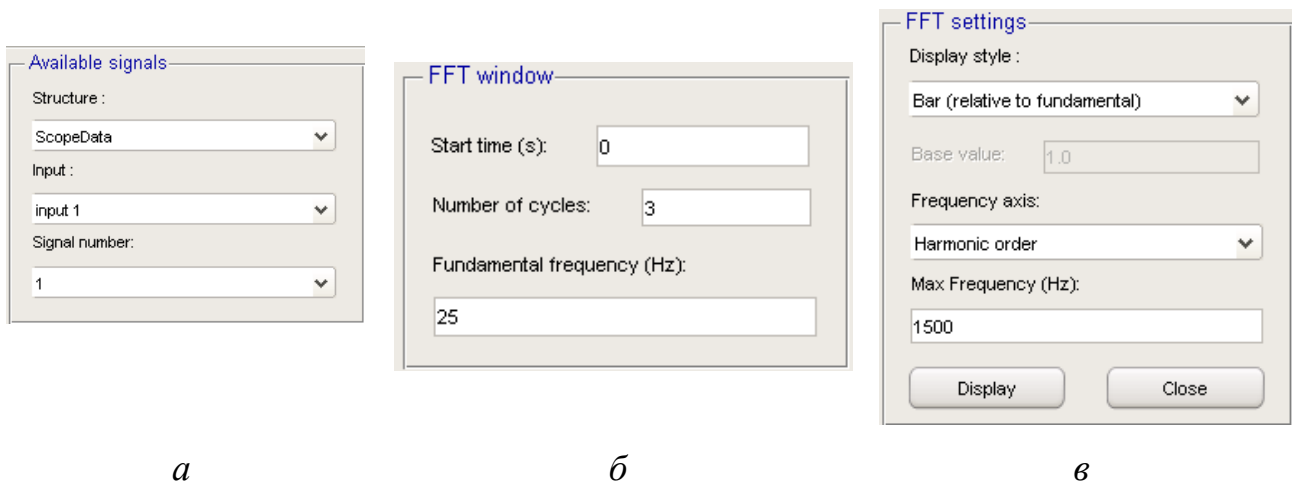 Available signals
Structure :
ScopeData
Input :
input 1
Signal number:
1
FFT window
Start time (s): 0
Number of cycles: 3
Fundamental frequency (Hz):
25
FFT settings
Display style :
Bar (relative to fundamental)
Base value: 1.0
Frequency axis:
Harmonic order
Max Frequency (Hz):
1500
Display Close
а б в